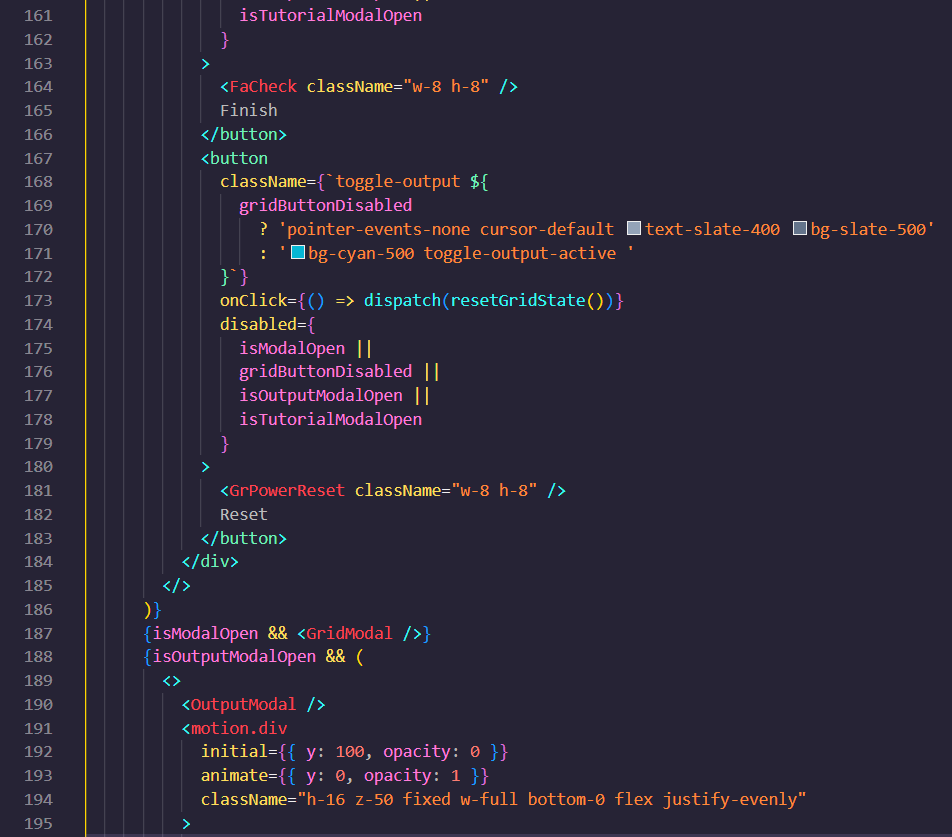 161 isTutorialModalOpen
162 }
163 >
164 <FaCheck className="w-8 h-8" />
165 Finish
166 </button>
167 <button
168 className={`toggle-output ${
169 gridButtonDisabled
170 ? 'pointer-events-none cursor-default text-slate-400 bg-slate-500'
171 : 'bg-cyan-500 toggle-output-active '
172 }`}
173 onClick={() => dispatch(resetGridState())}
174 disabled={
175 isModalOpen ||
176 gridButtonDisabled ||
177 isOutputModalOpen ||
178 isTutorialModalOpen
179 }
180 >
181 <GrPowerReset className="w-8 h-8" />
182 Reset
183 </button>
184 </div>
185 </>
186 )}
187 {isModalOpen && <GridModal />}
188 {isOutputModalOpen && (
189 <>
190 <OutputModal />
191 <motion.div
192 initial={{ y: 100, opacity: 0 }}
193 animate={{ y: 0, opacity: 1 }}
194 className="h-16 z-50 fixed w-full bottom-0 flex justify-evenly"
195 >